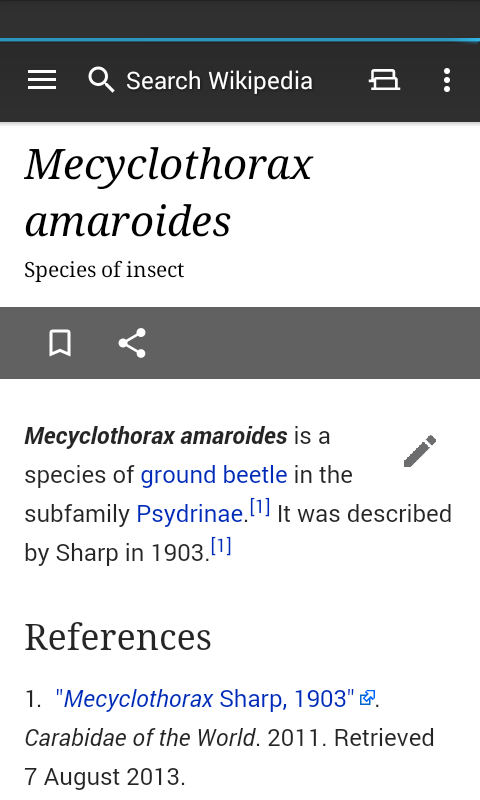 Search Wikipedia
Mecyclothorax
amaroides
Species of insect
Mecyclothorax amaroides is a
species of ground beetle in the
subfamily Psydrinae.[1] It was described
by Sharp in 1903.[1]
References
1. "Mecyclothorax Sharp, 1903".
Carabidae of the World. 2011. Retrieved
7 August 2013.